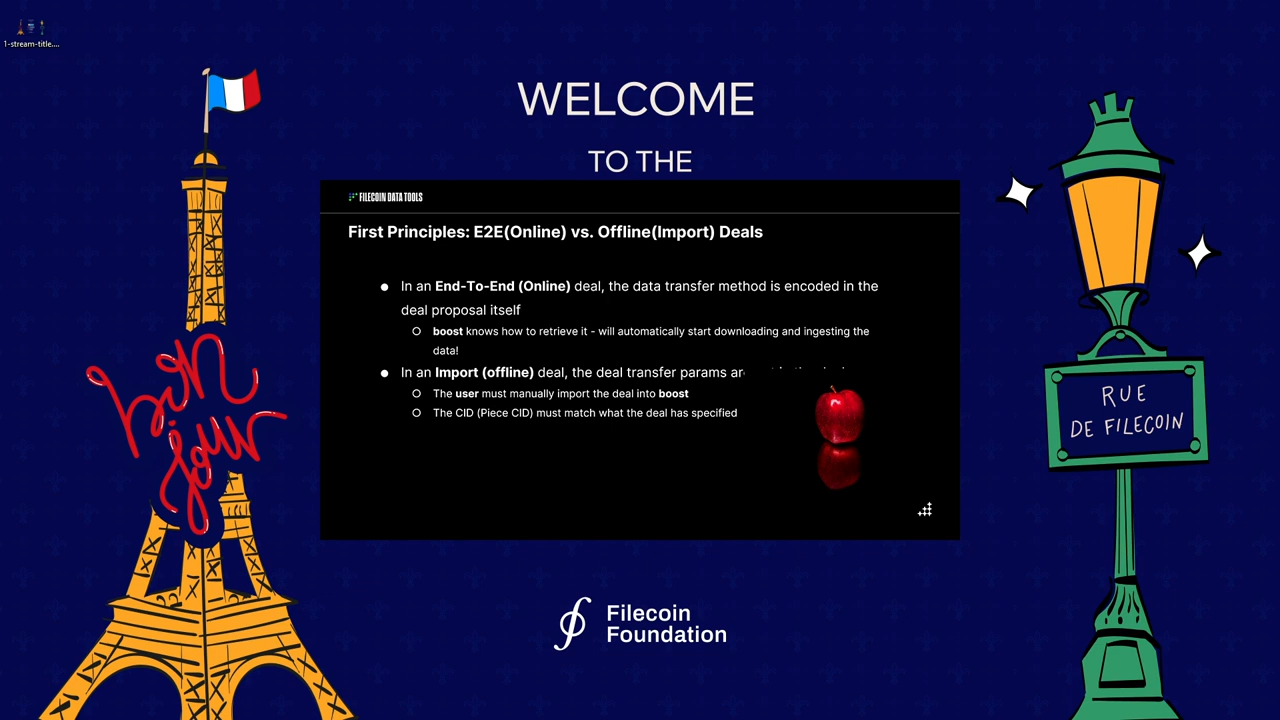 1-stream-title....
WELCOME
TO THE
FILECOIN DATA TOOLS
First Principles: E2E(Online) vs. Offline(Import) Deals
● In an End-To-End (Online) deal, the data transfer method is encoded in the
deal proposal itself
○ boost knows how to retrieve it - will automatically start downloading and ingesting the
data!
● In an Import (offline) deal, the deal transfer params
○ The user must manually import the deal into boost
○ The CID (Piece CID) must match what the deal has specified
bon
jour
RUE
DE FILECOIN
Filecoin
Foundation